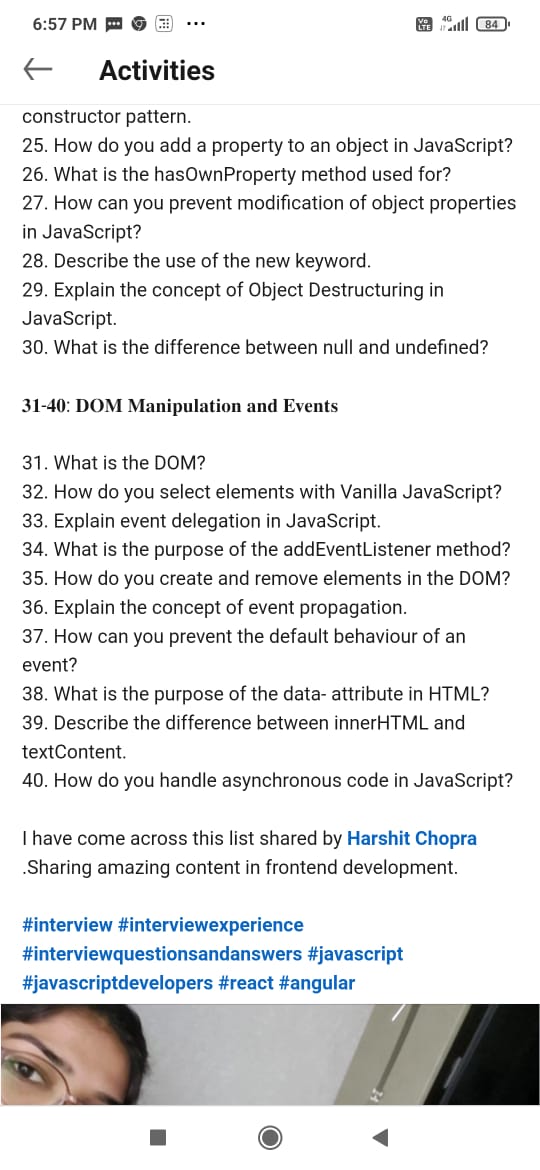 6:57 PM ...
Vo LTE 4G 84
Activities
constructor pattern.
25. How do you add a property to an object in JavaScript?
26. What is the hasOwnProperty method used for?
27. How can you prevent modification of object properties
in JavaScript?
28. Describe the use of the new keyword.
29. Explain the concept of Object Destructuring in
JavaScript.
30. What is the difference between null and undefined?
31-40: DOM Manipulation and Events
31. What is the DOM?
32. How do you select elements with Vanilla JavaScript?
33. Explain event delegation in JavaScript.
34. What is the purpose of the addEventListener method?
35. How do you create and remove elements in the DOM?
36. Explain the concept of event propagation.
37. How can you prevent the default behaviour of an
event?
38. What is the purpose of the data- attribute in HTML?
39. Describe the difference between innerHTML and
textContent.
40. How do you handle asynchronous code in JavaScript?
I have come across this list shared by Harshit Chopra
.Sharing amazing content in frontend development.
#interview #interviewexperience
#interviewquestionsandanswers #javascript
#javascriptdevelopers #react #angular